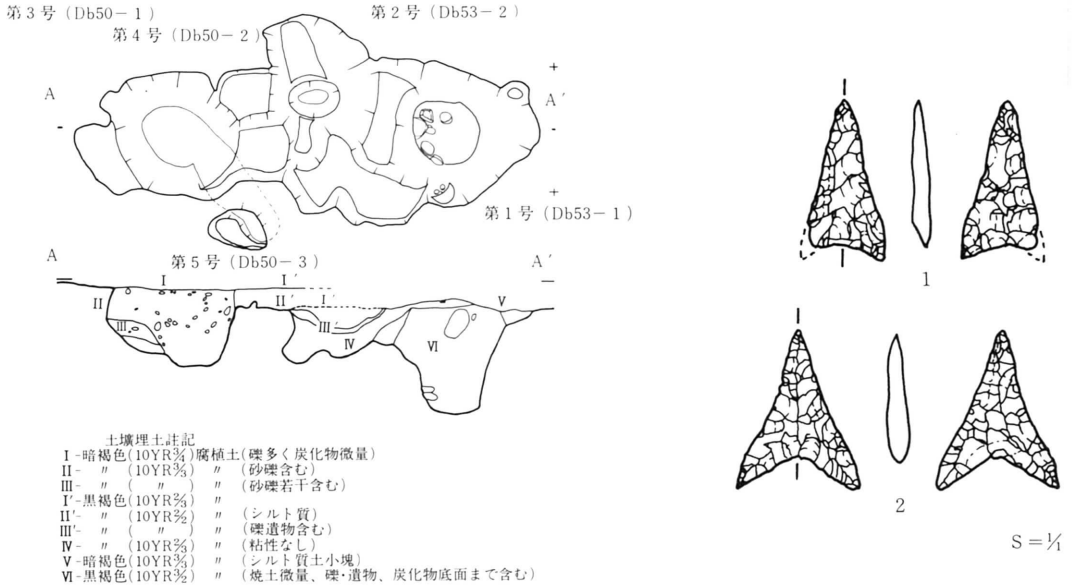 第3号(Db50−1)
第2号(Db53−2)
第4号(Db50−2)
A
A′
第1号(Db53−1)
第5号(Db50−3)
A
A′
I
I′
II
II′
I′
V
III
III′
IV
VI
土壙埋土註記
I-暗褐色(10YR3/4)腐植土(礫多く炭化物微量)
II- 〃 (10YR3/3) 〃 (砂礫含む)
III- 〃 ( 〃 ) 〃 (砂礫若干含む)
I′-黒褐色(10YR2/3) 〃
II′- 〃 (10YR2/2) 〃 (シルト質)
III′- 〃 ( 〃 ) 〃 (礫遺物含む)
IV- 〃 (10YR2/3) 〃 (粘性なし)
V-暗褐色(10YR3/3) 〃 (シルト質土小塊)
VI-黒褐色(10YR3/2) 〃 (焼土微量、礫・遺物、炭化物底面まで含む)
1
2
S=1/1